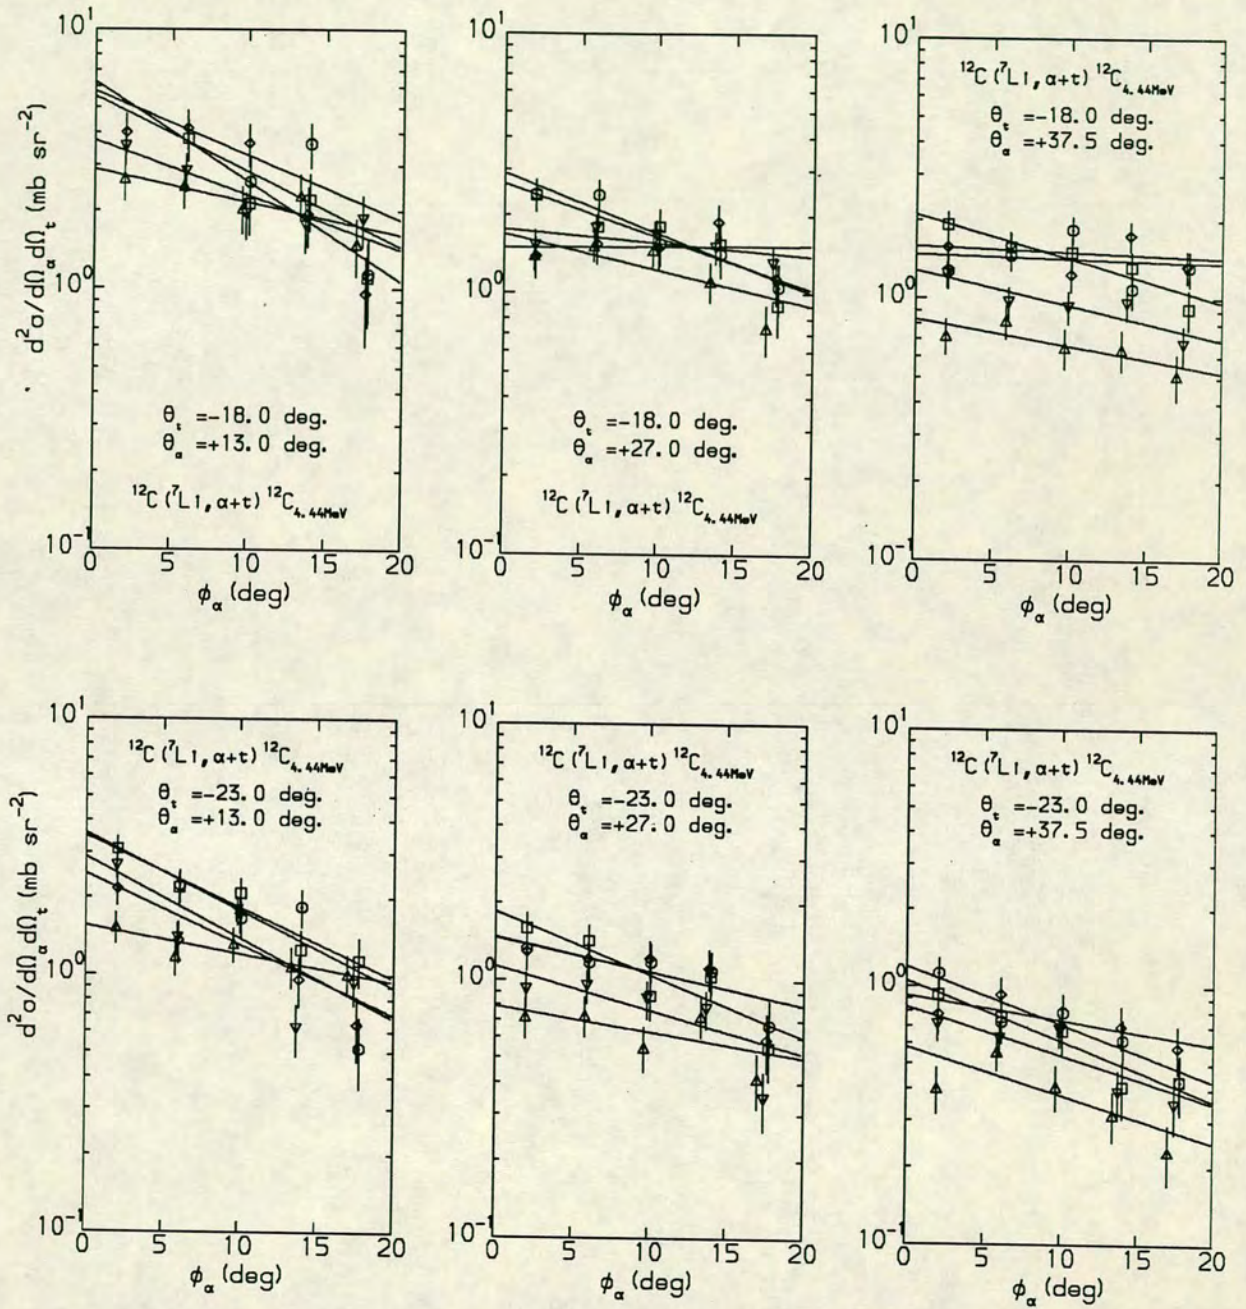 10¹
10⁰
10⁻¹
d²σ/dΩα dΩt (mb sr⁻²)
θt =-18.0 deg.
θα =+13.0 deg.
¹²C(⁷Li,α+t)¹²C4.44MeV
0 5 10 15 20
ϕα (deg)
10¹
10⁰
10⁻¹
θt =-18.0 deg.
θα =+27.0 deg.
¹²C(⁷Li,α+t)¹²C4.44MeV
0 5 10 15 20
ϕα (deg)
10¹
10⁰
10⁻¹
¹²C(⁷Li,α+t)¹²C4.44MeV
θt =-18.0 deg.
θα =+37.5 deg.
0 5 10 15 20
ϕα (deg)
10¹
10⁰
10⁻¹
d²σ/dΩα dΩt (mb sr⁻²)
¹²C(⁷Li,α+t)¹²C4.44MeV
θt =-23.0 deg.
θα =+13.0 deg.
0 5 10 15 20
ϕα (deg)
10¹
10⁰
10⁻¹
¹²C(⁷Li,α+t)¹²C4.44MeV
θt =-23.0 deg.
θα =+27.0 deg.
0 5 10 15 20
ϕα (deg)
10¹
10⁰
10⁻¹
¹²C(⁷Li,α+t)¹²C4.44MeV
θt =-23.0 deg.
θα =+37.5 deg.
0 5 10 15 20
ϕα (deg)